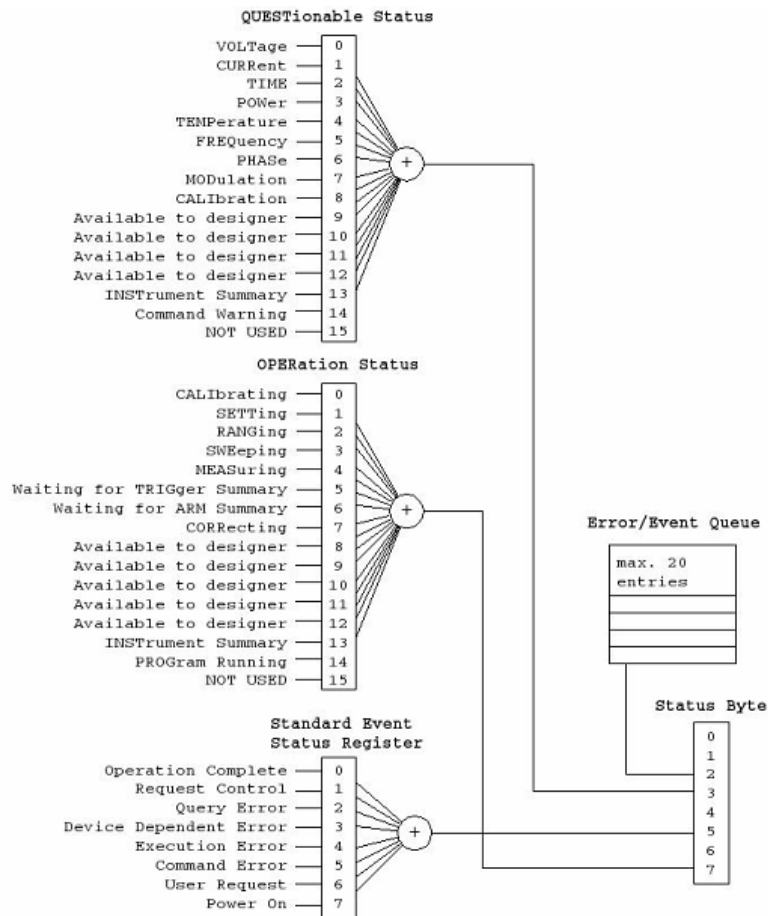 QUESTionable Status
VOLTage 0
CURRent 1
TIME 2
POWer 3
TEMPerature 4
FREQuency 5
PHASe 6
MODulation 7
CALIbration 8
Available to designer 9
Available to designer 10
Available to designer 11
Available to designer 12
INSTrument Summary 13
Command Warning 14
NOT USED 15
+
OPERation Status
CALIbrating 0
SETTing 1
RANGing 2
SWEeping 3
MEASuring 4
Waiting for TRIGger Summary 5
Waiting for ARM Summary 6
CORRecting 7
Available to designer 8
Available to designer 9
Available to designer 10
Available to designer 11
Available to designer 12
INSTrument Summary 13
PROGram Running 14
NOT USED 15
+
Standard Event
Status Register
Operation Complete 0
Request Control 1
Query Error 2
Device Dependent Error 3
Execution Error 4
Command Error 5
User Request 6
Power On 7
+
Error/Event Queue
max. 20
entries
Status Byte
0
1
2
3
4
5
6
7